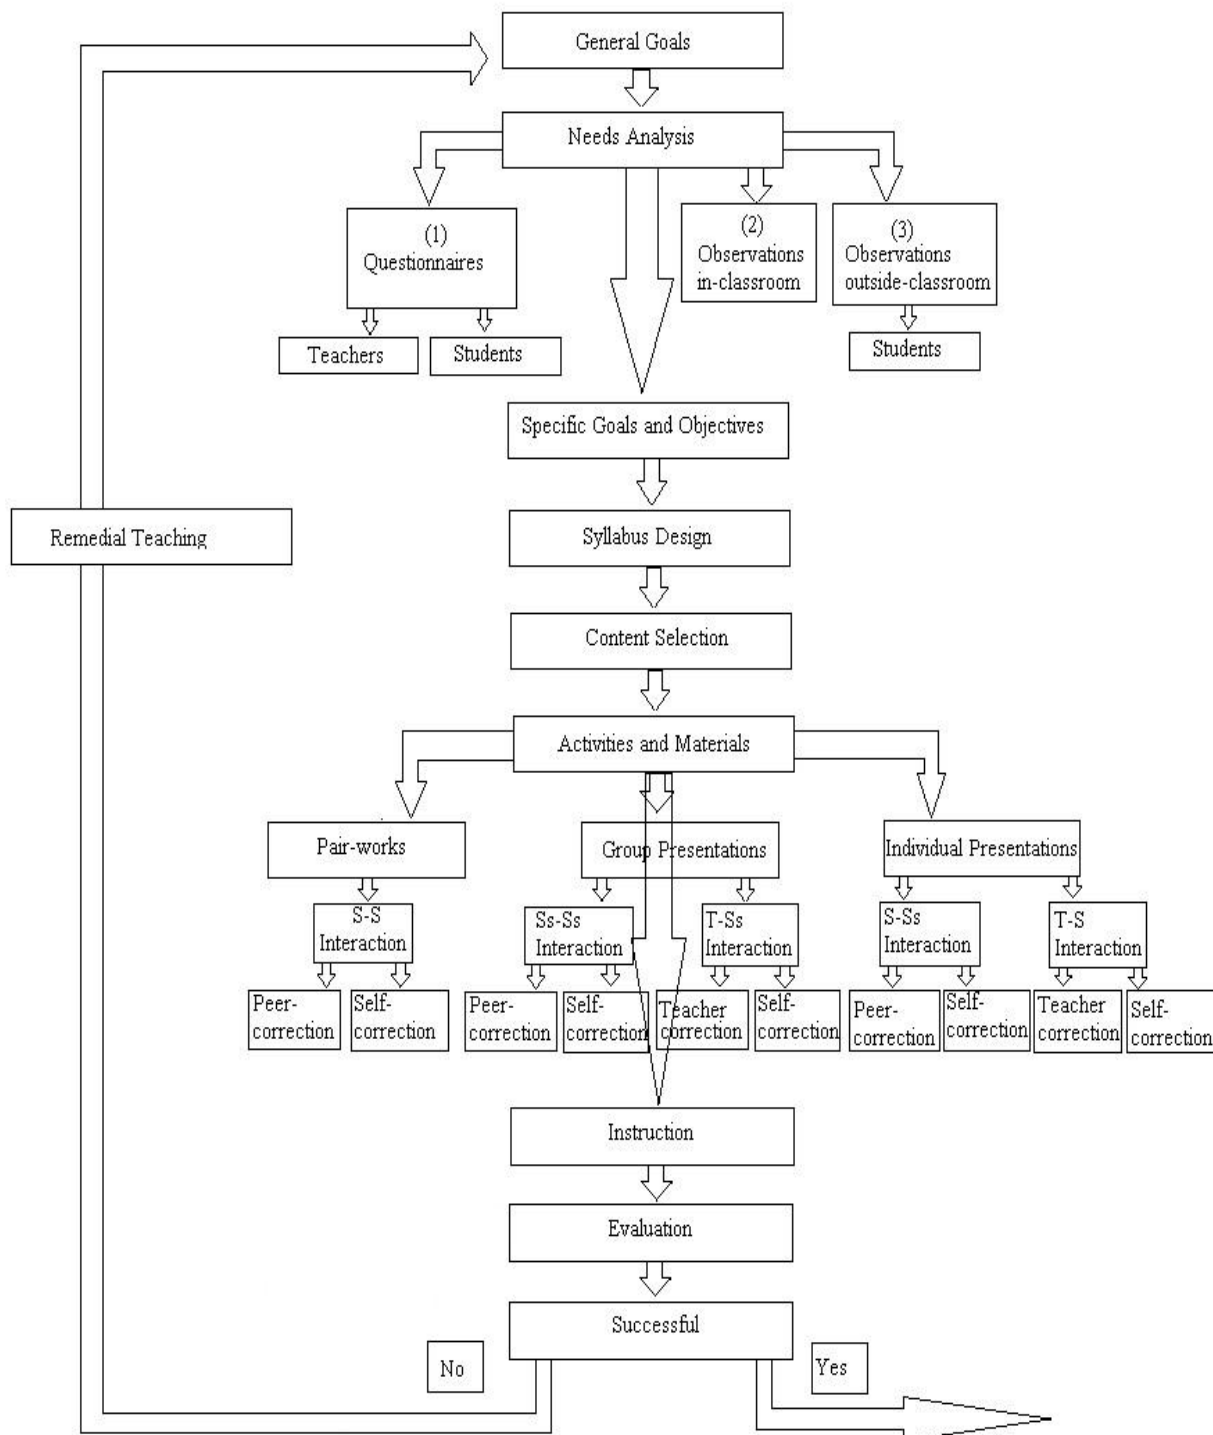 General Goals
Needs Analysis
(1)
Questionnaires
(2)
Observations
in-classroom
(3)
Observations
outside-classroom
Teachers
Students
Students
Specific Goals and Objectives
Remedial Teaching
Syllabus Design
Content Selection
Activities and Materials
Pair-works
Group Presentations
Individual Presentations
S-S
Interaction
Ss-Ss
Interaction
T-Ss
Interaction
S-Ss
Interaction
T-S
Interaction
Peer-
correction
Self-
correction
Peer-
correction
Self-
correction
Teacher
correction
Self-
correction
Peer-
correction
Self-
correction
Teacher
correction
Self-
correction
Instruction
Evaluation
Successful
No
Yes